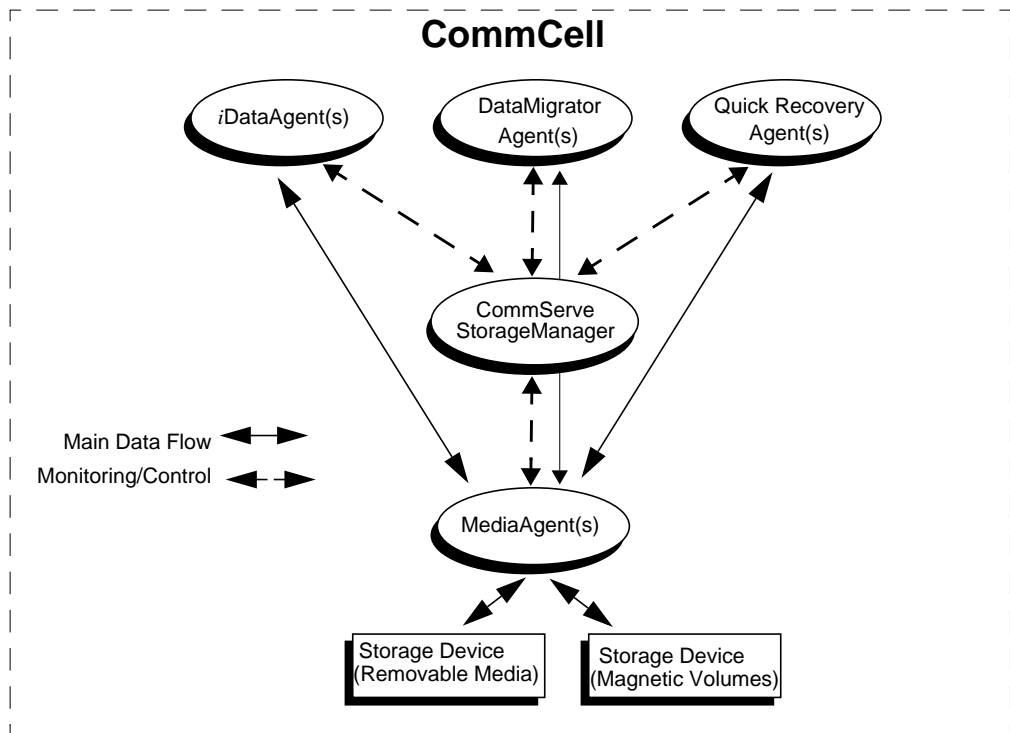 CommCell
iDataAgent(s)
DataMigrator
Agent(s)
Quick Recovery
Agent(s)
CommServe
StorageManager
Main Data Flow
Monitoring/Control
MediaAgent(s)
Storage Device
(Removable Media)
Storage Device
(Magnetic Volumes)